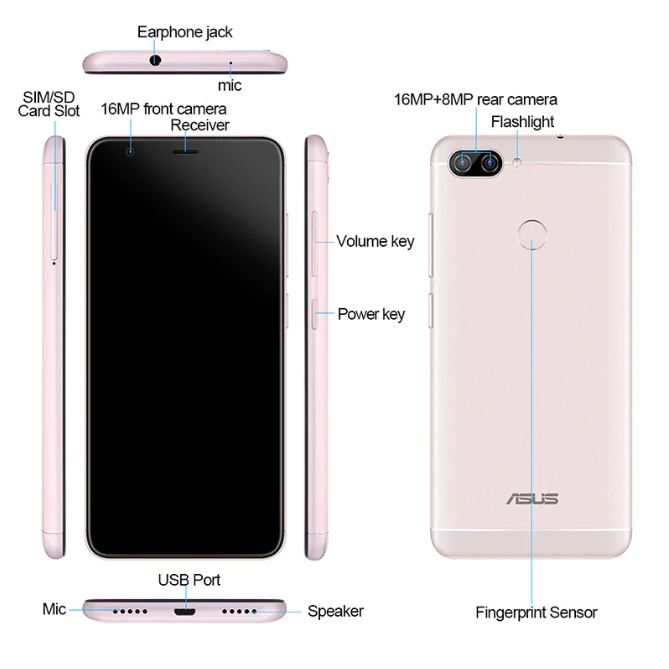 Earphone jack
mic
SIM/SD
Card Slot
16MP front camera
Receiver
16MP+8MP rear camera
Flashlight
Volume key
Power key
ASUS
USB Port
Mic
Speaker
Fingerprint Sensor